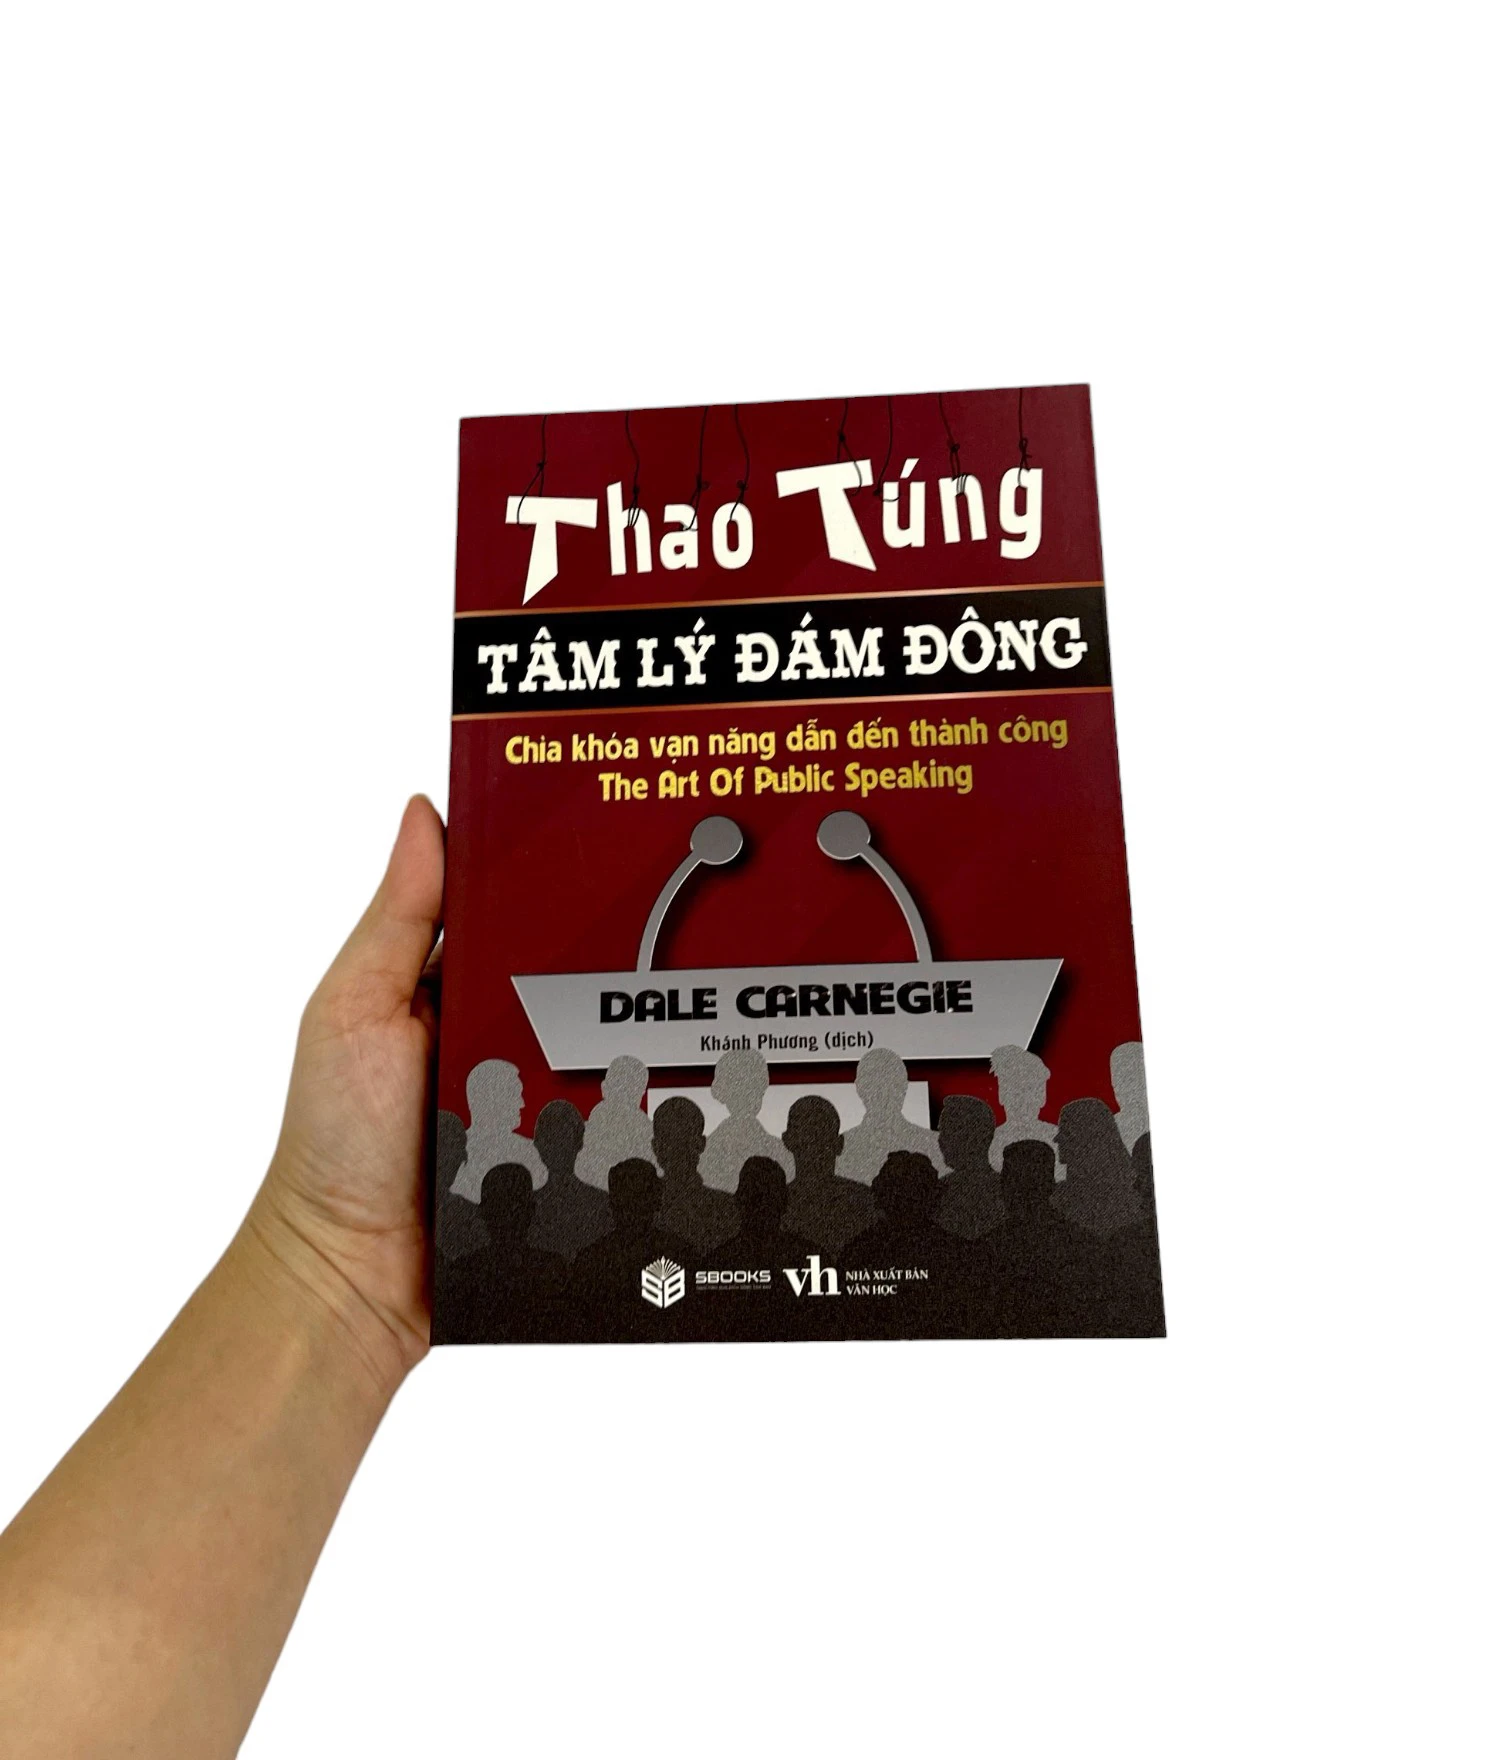 Thao Túng
TÂM LÝ ĐÁM ĐÔNG
Chìa khóa vạn năng dẫn đến thành công
The Art Of Public Speaking
DALE CARNEGIE
Khánh Phương (dịch)
SBOOKS
vh
NHÀ XUẤT BẢN
VĂN HỌC